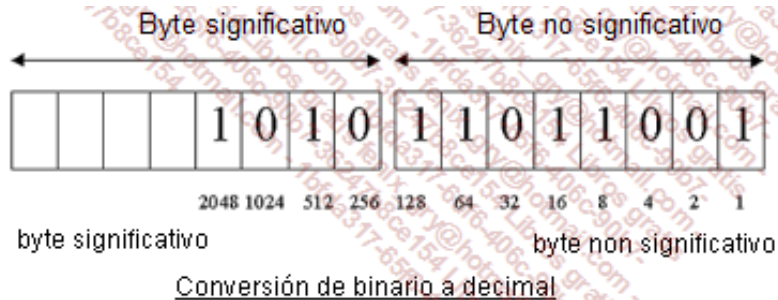 Byte significativo Byte no significativo
1 0 1 0 1 1 0 1 1 0 0 1
2048 1024 512 256 128 64 32 16 8 4 2 1
byte significativo byte non significativo
Conversión de binario a decimal